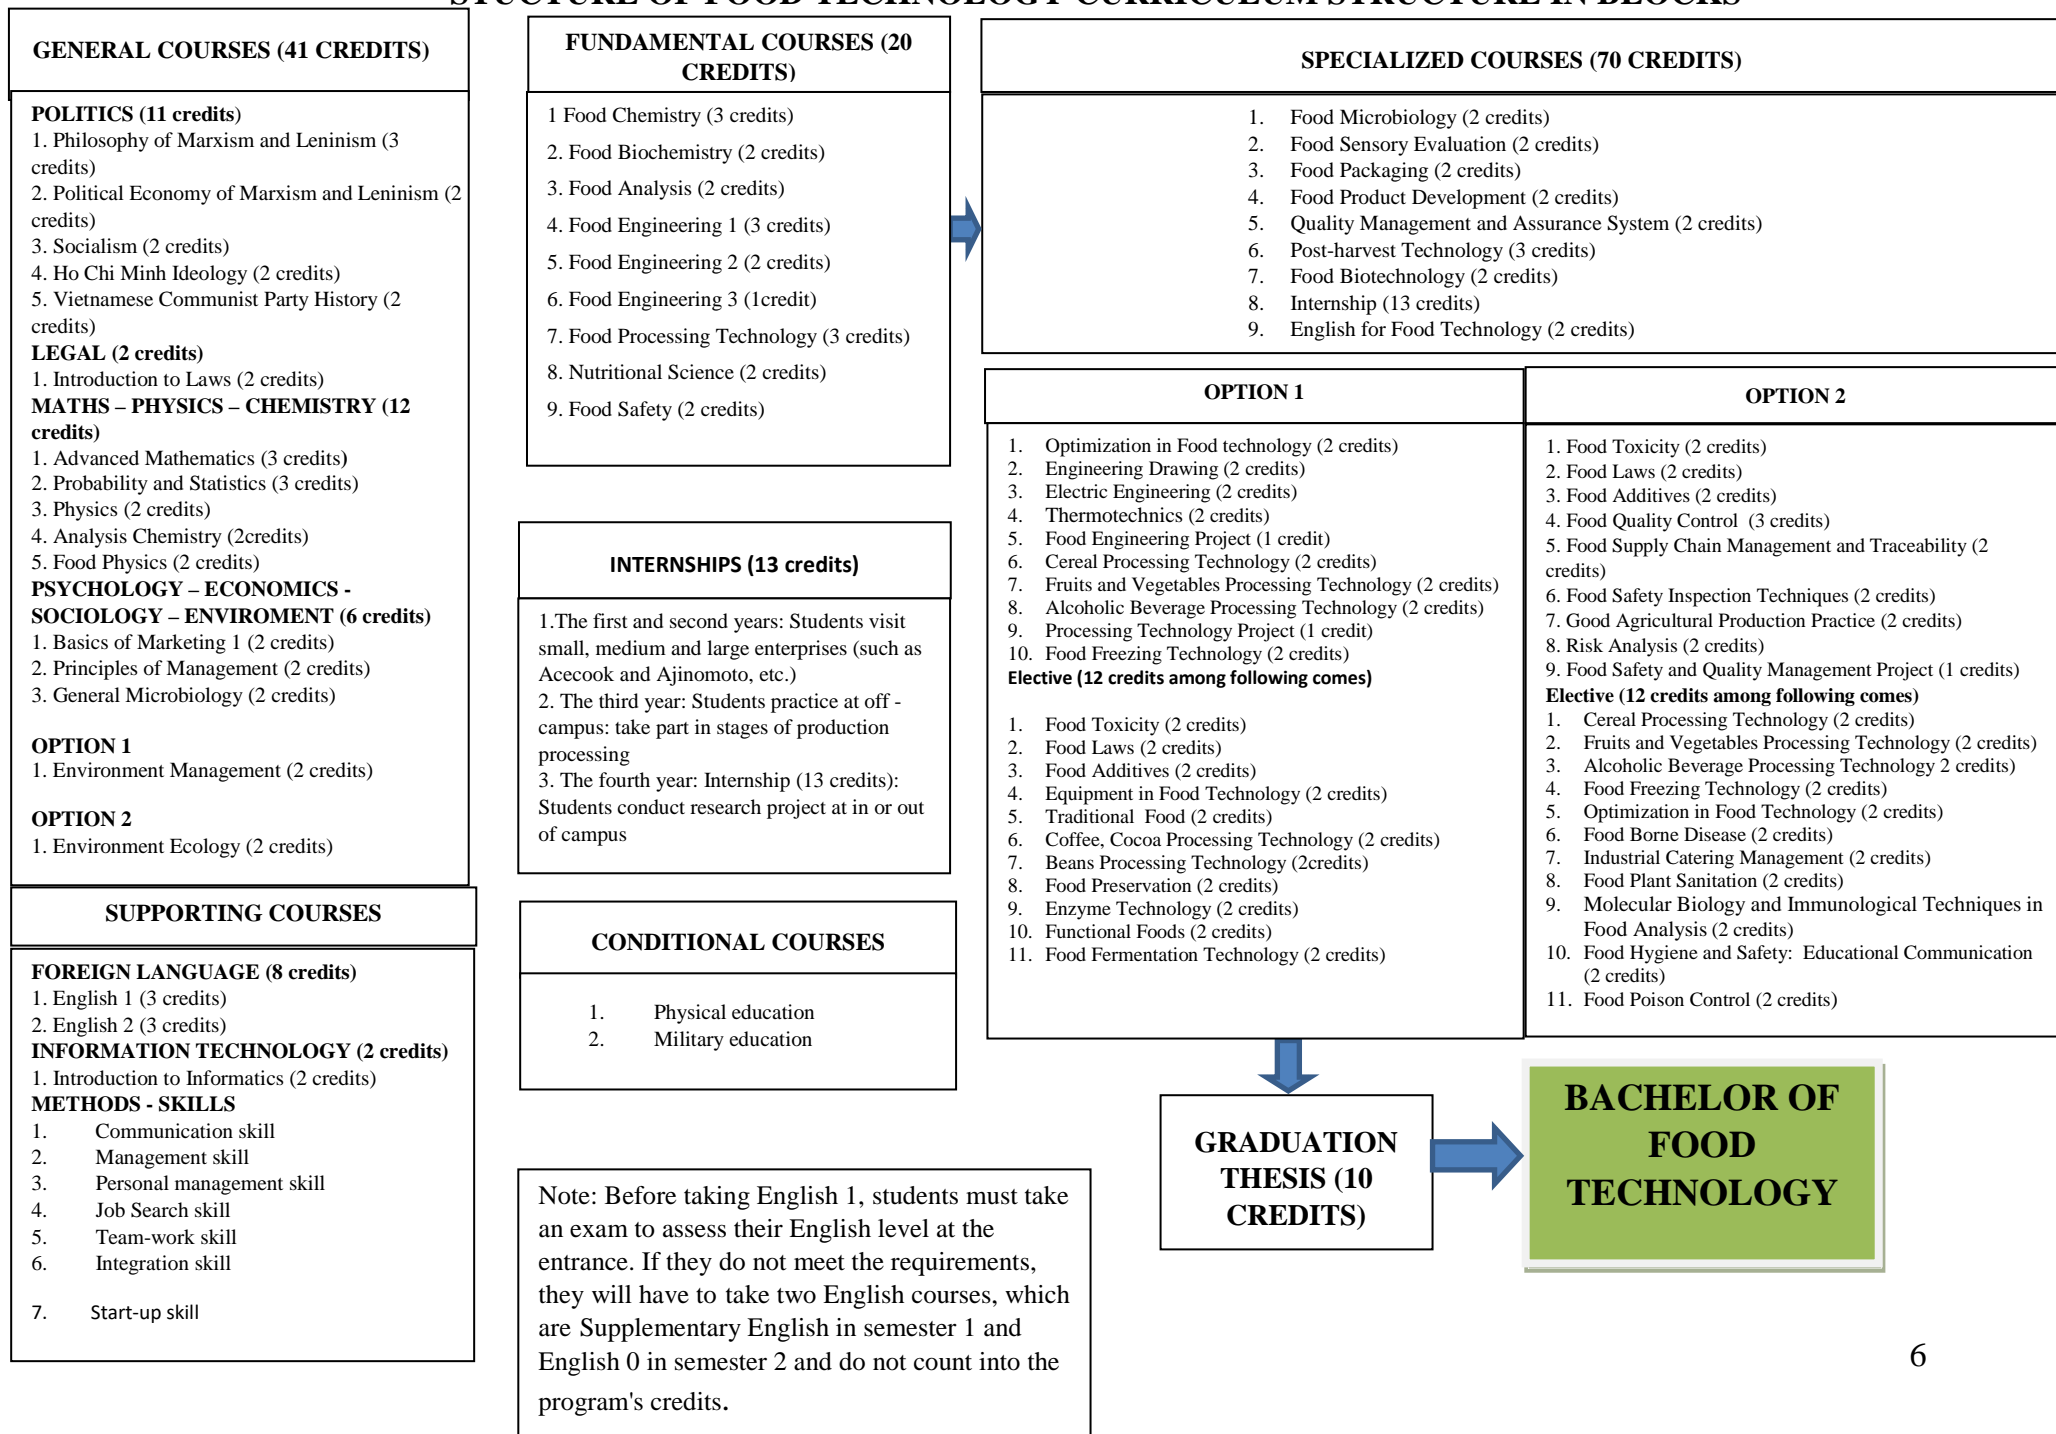 STUCTURE OF FOOD TECHNOLOGY CURRICULUM STRUCTURE IN BLOCKS
GENERAL COURSES (41 CREDITS)
POLITICS (11 credits)
1. Philosophy of Marxism and Leninism (3
credits)
2. Political Economy of Marxism and Leninism (2
credits)
3. Socialism (2 credits)
4. Ho Chi Minh Ideology (2 credits)
5. Vietnamese Communist Party History (2
credits)
LEGAL (2 credits)
1. Introduction to Laws (2 credits)
MATHS – PHYSICS – CHEMISTRY (12
credits)
1. Advanced Mathematics (3 credits)
2. Probability and Statistics (3 credits)
3. Physics (2 credits)
4. Analysis Chemistry (2credits)
5. Food Physics (2 credits)
PSYCHOLOGY – ECONOMICS -
SOCIOLOGY – ENVIROMENT (6 credits)
1. Basics of Marketing 1 (2 credits)
2. Principles of Management (2 credits)
3. General Microbiology (2 credits)
OPTION 1
1. Environment Management (2 credits)
OPTION 2
1. Environment Ecology (2 credits)
SUPPORTING COURSES
FOREIGN LANGUAGE (8 credits)
1. English 1 (3 credits)
2. English 2 (3 credits)
INFORMATION TECHNOLOGY (2 credits)
1. Introduction to Informatics (2 credits)
METHODS - SKILLS
1. Communication skill
2. Management skill
3. Personal management skill
4. Job Search skill
5. Team-work skill
6. Integration skill
7. Start-up skill
FUNDAMENTAL COURSES (20
CREDITS)
1 Food Chemistry (3 credits)
2. Food Biochemistry (2 credits)
3. Food Analysis (2 credits)
4. Food Engineering 1 (3 credits)
5. Food Engineering 2 (2 credits)
6. Food Engineering 3 (1credit)
7. Food Processing Technology (3 credits)
8. Nutritional Science (2 credits)
9. Food Safety (2 credits)
INTERNSHIPS (13 credits)
1.The first and second years: Students visit
small, medium and large enterprises (such as
Acecook and Ajinomoto, etc.)
2. The third year: Students practice at off -
campus: take part in stages of production
processing
3. The fourth year: Internship (13 credits):
Students conduct research project at in or out
of campus
CONDITIONAL COURSES
1. Physical education
2. Military education
Note: Before taking English 1, students must take
an exam to assess their English level at the
entrance. If they do not meet the requirements,
they will have to take two English courses, which
are Supplementary English in semester 1 and
English 0 in semester 2 and do not count into the
program's credits.
SPECIALIZED COURSES (70 CREDITS)
1. Food Microbiology (2 credits)
2. Food Sensory Evaluation (2 credits)
3. Food Packaging (2 credits)
4. Food Product Development (2 credits)
5. Quality Management and Assurance System (2 credits)
6. Post-harvest Technology (3 credits)
7. Food Biotechnology (2 credits)
8. Internship (13 credits)
9. English for Food Technology (2 credits)
OPTION 1
1. Optimization in Food technology (2 credits)
2. Engineering Drawing (2 credits)
3. Electric Engineering (2 credits)
4. Thermotechnics (2 credits)
5. Food Engineering Project (1 credit)
6. Cereal Processing Technology (2 credits)
7. Fruits and Vegetables Processing Technology (2 credits)
8. Alcoholic Beverage Processing Technology (2 credits)
9. Processing Technology Project (1 credit)
10. Food Freezing Technology (2 credits)
Elective (12 credits among following comes)
1. Food Toxicity (2 credits)
2. Food Laws (2 credits)
3. Food Additives (2 credits)
4. Equipment in Food Technology (2 credits)
5. Traditional Food (2 credits)
6. Coffee, Cocoa Processing Technology (2 credits)
7. Beans Processing Technology (2credits)
8. Food Preservation (2 credits)
9. Enzyme Technology (2 credits)
10. Functional Foods (2 credits)
11. Food Fermentation Technology (2 credits)
OPTION 2
1. Food Toxicity (2 credits)
2. Food Laws (2 credits)
3. Food Additives (2 credits)
4. Food Quality Control (3 credits)
5. Food Supply Chain Management and Traceability (2
credits)
6. Food Safety Inspection Techniques (2 credits)
7. Good Agricultural Production Practice (2 credits)
8. Risk Analysis (2 credits)
9. Food Safety and Quality Management Project (1 credits)
Elective (12 credits among following comes)
1. Cereal Processing Technology (2 credits)
2. Fruits and Vegetables Processing Technology (2 credits)
3. Alcoholic Beverage Processing Technology 2 credits)
4. Food Freezing Technology (2 credits)
5. Optimization in Food Technology (2 credits)
6. Food Borne Disease (2 credits)
7. Industrial Catering Management (2 credits)
8. Food Plant Sanitation (2 credits)
9. Molecular Biology and Immunological Techniques in
Food Analysis (2 credits)
10. Food Hygiene and Safety: Educational Communication
(2 credits)
11. Food Poison Control (2 credits)
GRADUATION
THESIS (10
CREDITS)
BACHELOR OF
FOOD
TECHNOLOGY
6